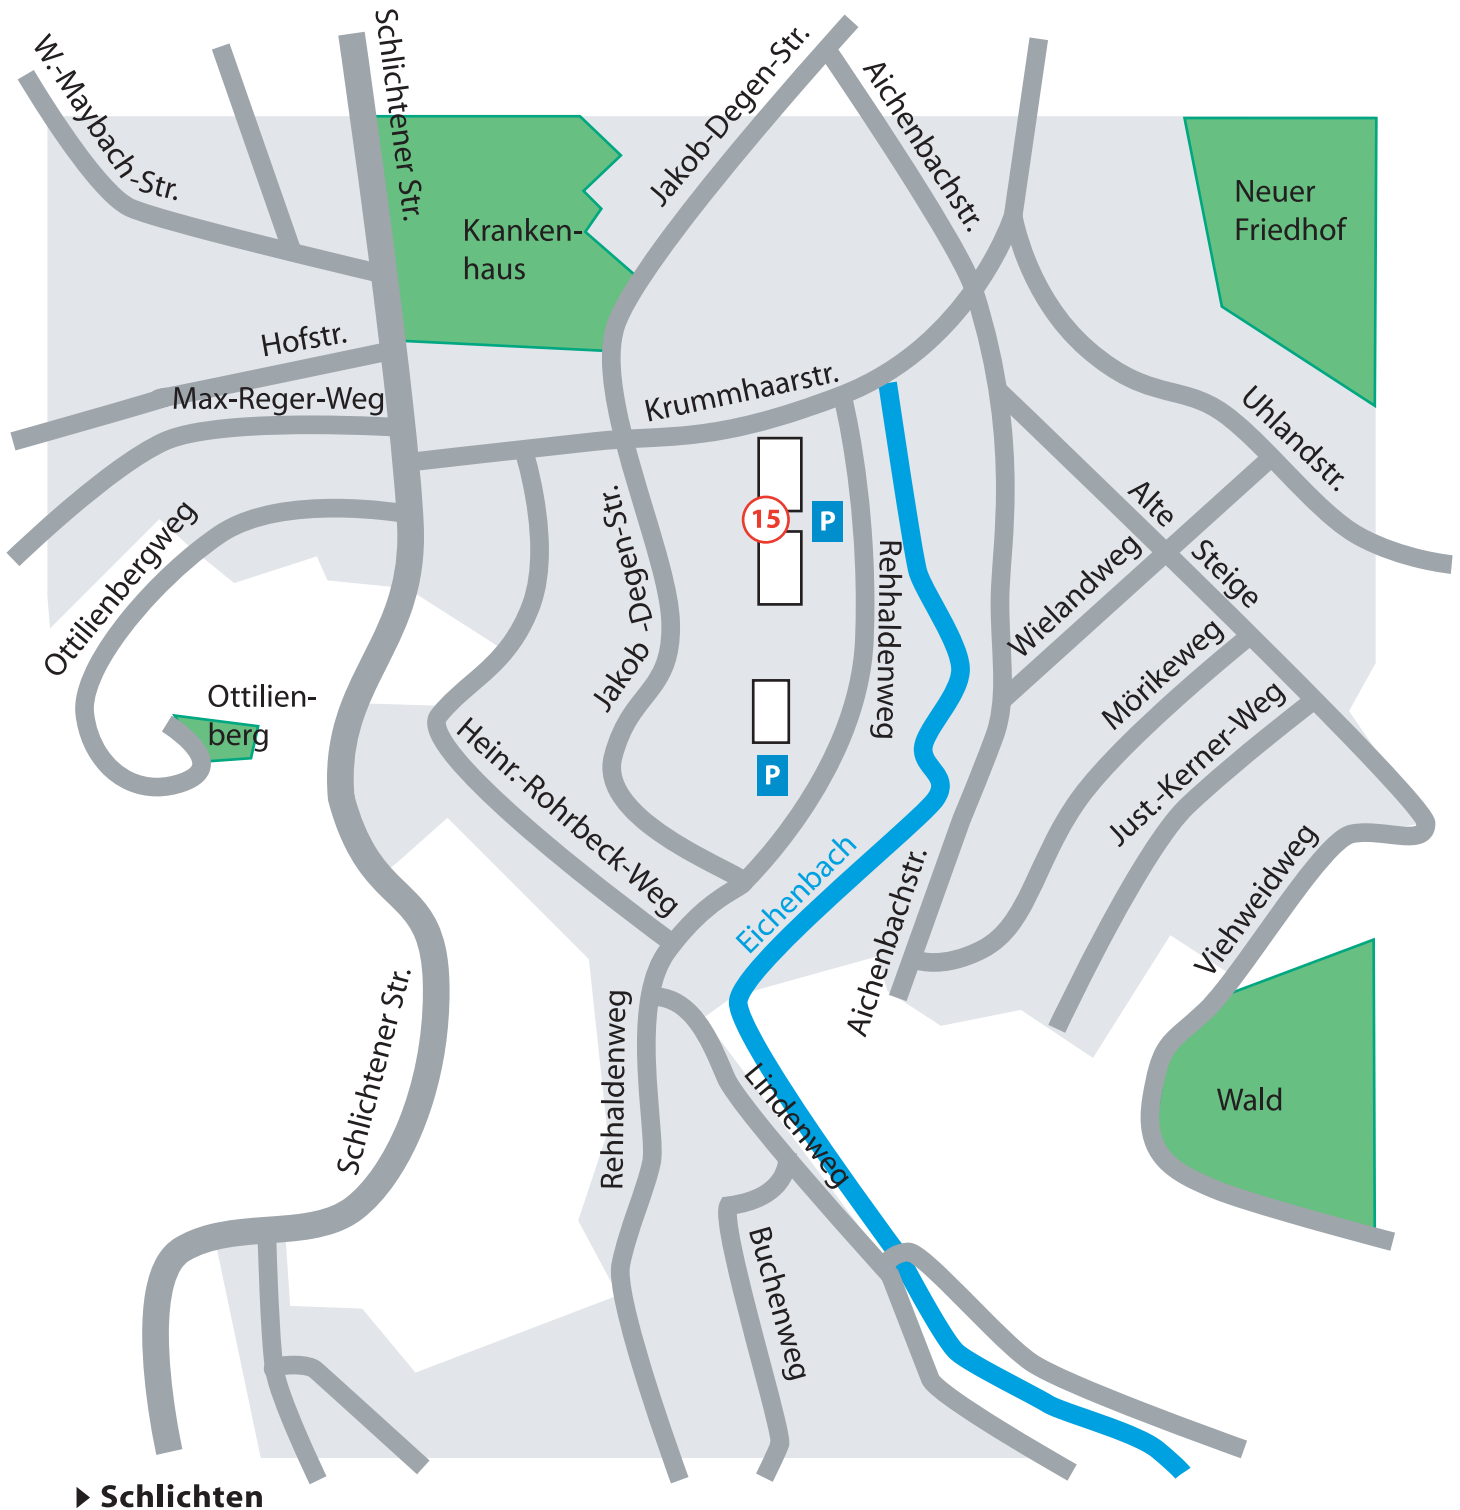 W.-Maybach-Str.
Schlichtener Str.
Jakob-Degen-Str.
Aichenbachstr.
Neuer
Friedhof
Kranken-
haus
Hofstr.
Max-Reger-Weg
Krummhaarstr.
Uhlandstr.
Ottilienbergweg
Jakob-Degen-Str.
15
P
Rehhaldenweg
Alte
Steige
Wielandweg
Mörikeweg
Just.-Kerner-Weg
Ottilien-
berg
Heinr.-Rohrbeck-Weg
P
Eichenbach
Aichenbachstr.
Viehweidweg
Schlichtener Str.
Rehhaldenweg
Lindenweg
Wald
Buchenweg
Schlichten